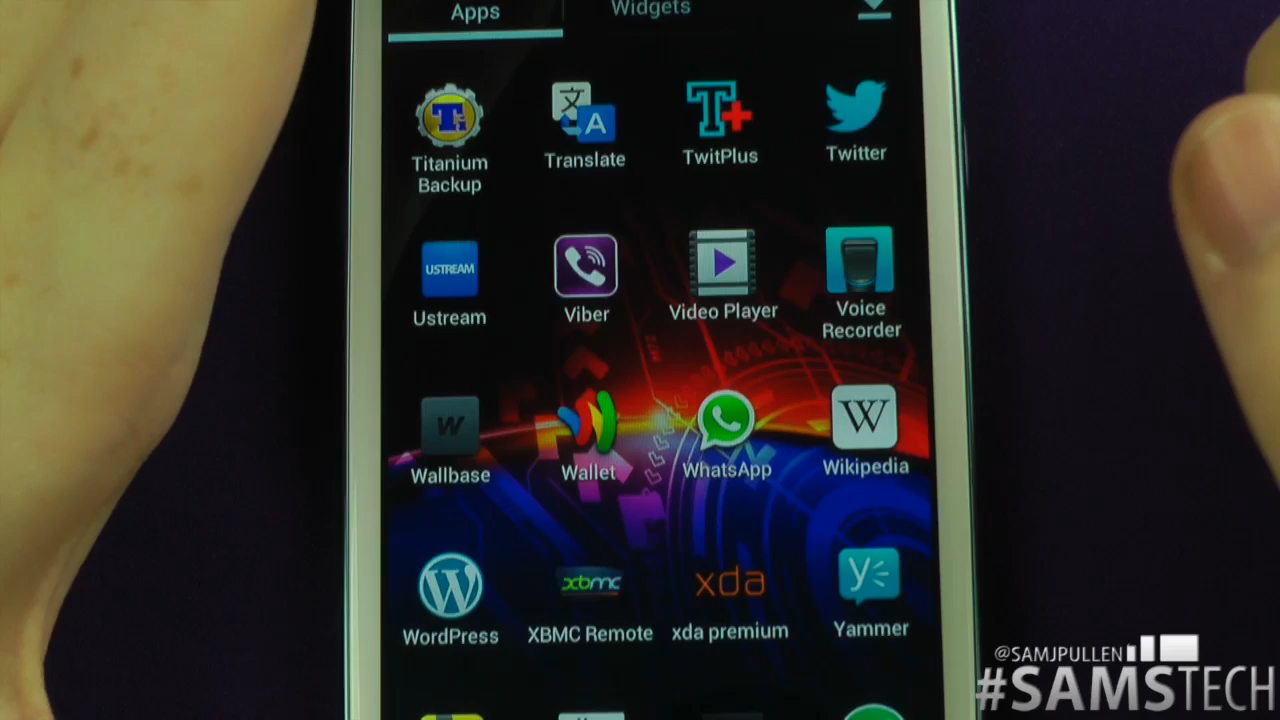 Apps
Widgets
Titanium
Backup
Translate
TwitPlus
Twitter
USTREAM
Ustream
Viber
Video Player
Voice
Recorder
Wallbase
Wallet
WhatsApp
Wikipedia
WordPress
xbmc
XBMC Remote
xda
xda premium
Yammer
@SAMJPULLEN
#SAMSTECH